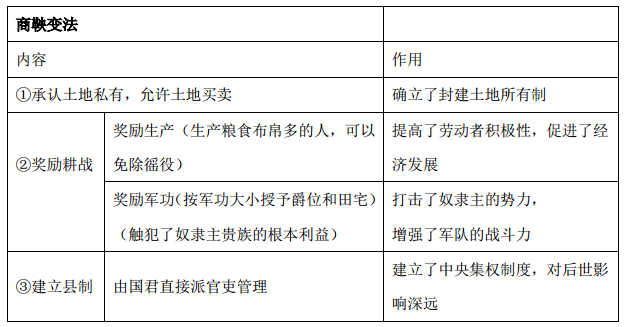 商鞅变法
内容
作用
①承认土地私有，允许土地买卖
确立了封建土地所有制
②奖励耕战
奖励生产（生产粮食布帛多的人，可以
免除徭役）
提高了劳动者积极性，促进了经
济发展
奖励军功（按军功大小授予爵位和田宅）
（触犯了奴隶主贵族的根本利益）
打击了奴隶主的势力，
增强了军队的战斗力
③建立县制
由国君直接派官吏管理
建立了中央集权制度，对后世影
响深远